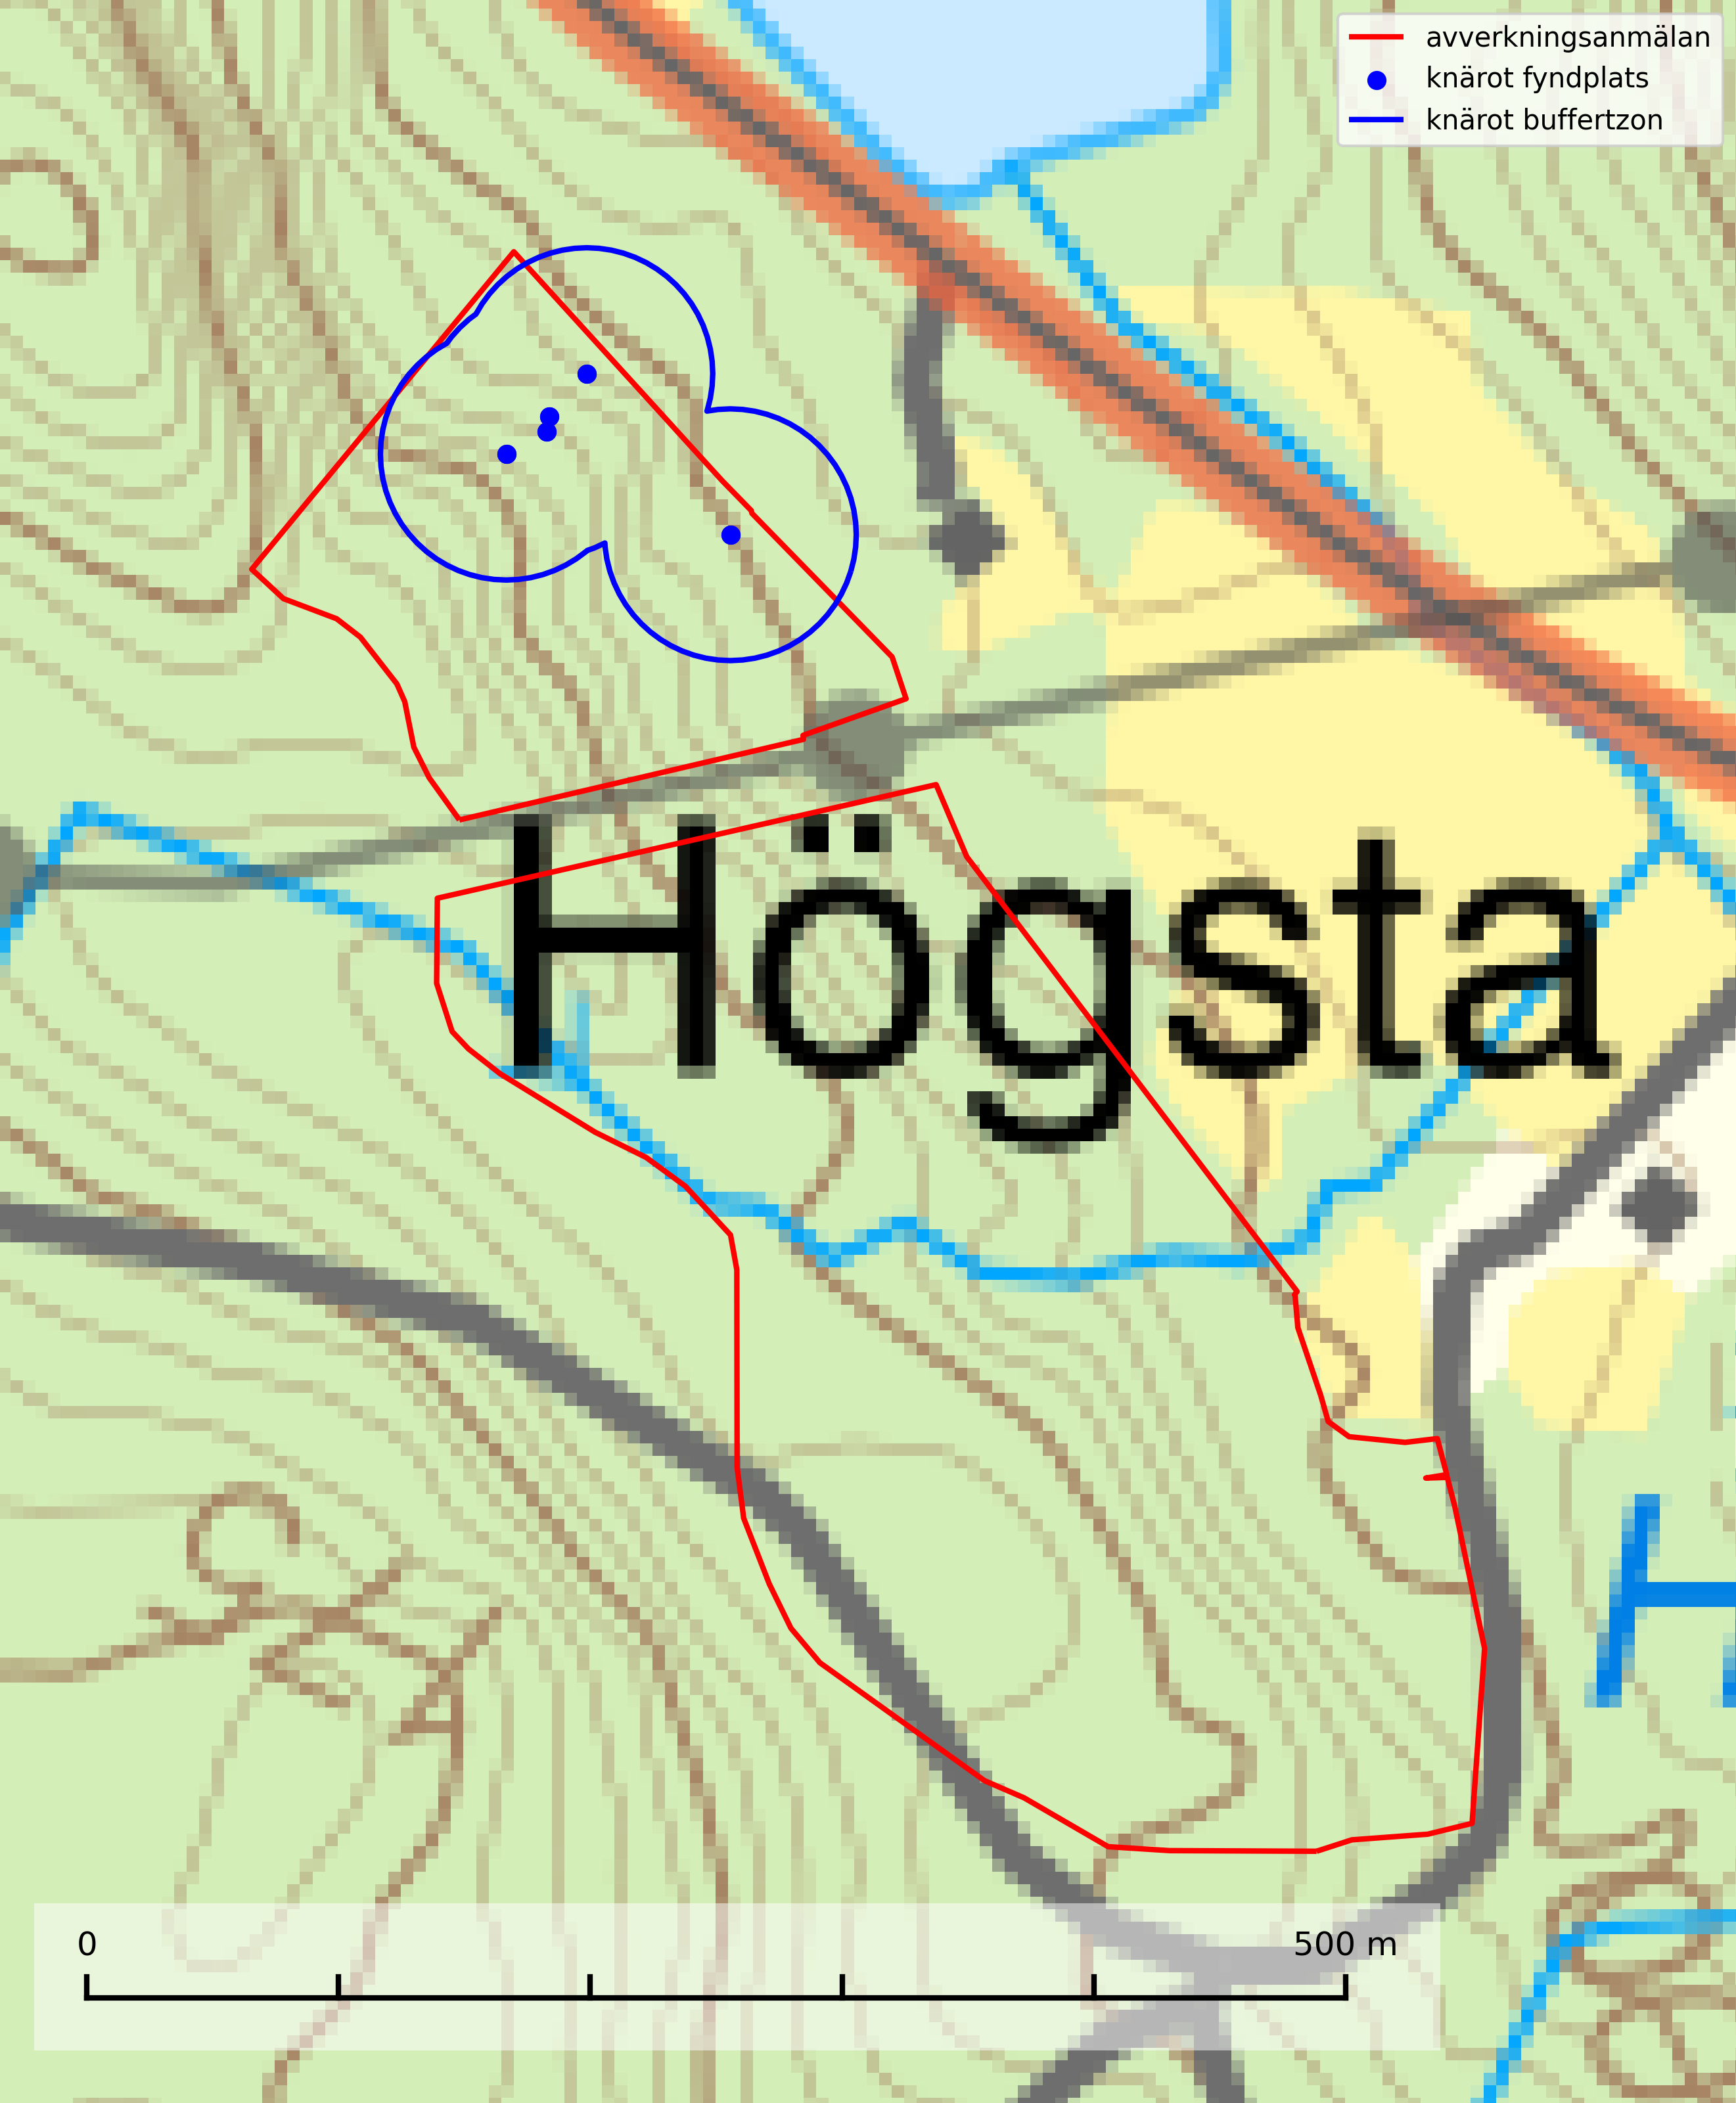 avverkningsanmälan
knärot fyndplats
knärot buffertzon
Högsta
H
0
500 m